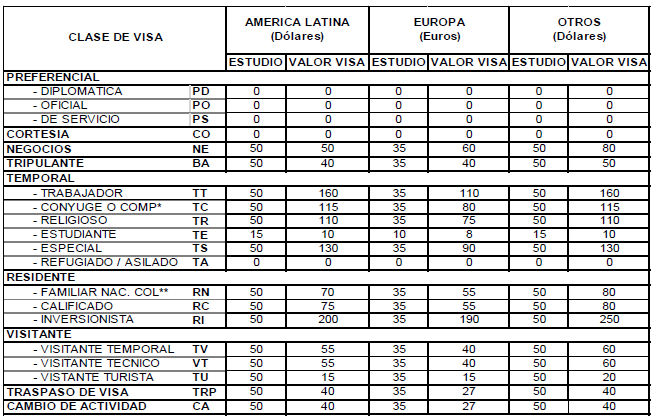 CLASE DE VISA AMERICA LATINA (Dólares) EUROPA (Euros) OTROS (Dólares)
ESTUDIO VALOR VISA ESTUDIO VALOR VISA ESTUDIO VALOR VISA
PREFERENCIAL
- DIPLOMATICA PD 0 0 0 0 0 0
- OFICIAL PO 0 0 0 0 0 0
- DE SERVICIO PS 0 0 0 0 0 0
CORTESIA CO 0 0 0 0 0 0
NEGOCIOS NE 50 50 35 60 50 80
TRIPULANTE BA 50 40 35 40 50 50
TEMPORAL
- TRABAJADOR TT 50 160 35 110 50 160
- CONYUGE O COMP* TC 50 115 35 80 50 115
- RELIGIOSO TR 50 110 35 75 50 110
- ESTUDIANTE TE 15 10 10 8 15 10
- ESPECIAL TS 50 130 35 90 50 130
- REFUGIADO / ASILADO TA 0 0 0 0 0 0
RESIDENTE
- FAMILIAR NAC. COL** RN 50 70 35 55 50 80
- CALIFICADO RC 50 75 35 55 50 80
- INVERSIONISTA RI 50 200 35 190 50 250
VISITANTE
- VISITANTE TEMPORAL TV 50 55 35 40 50 60
- VISITANTE TECNICO VT 50 55 35 40 50 60
- VISTANTE TURISTA TU 50 15 35 15 50 20
TRASPASO DE VISA TRP 50 40 35 27 50 40
CAMBIO DE ACTIVIDAD CA 50 40 35 27 50 40